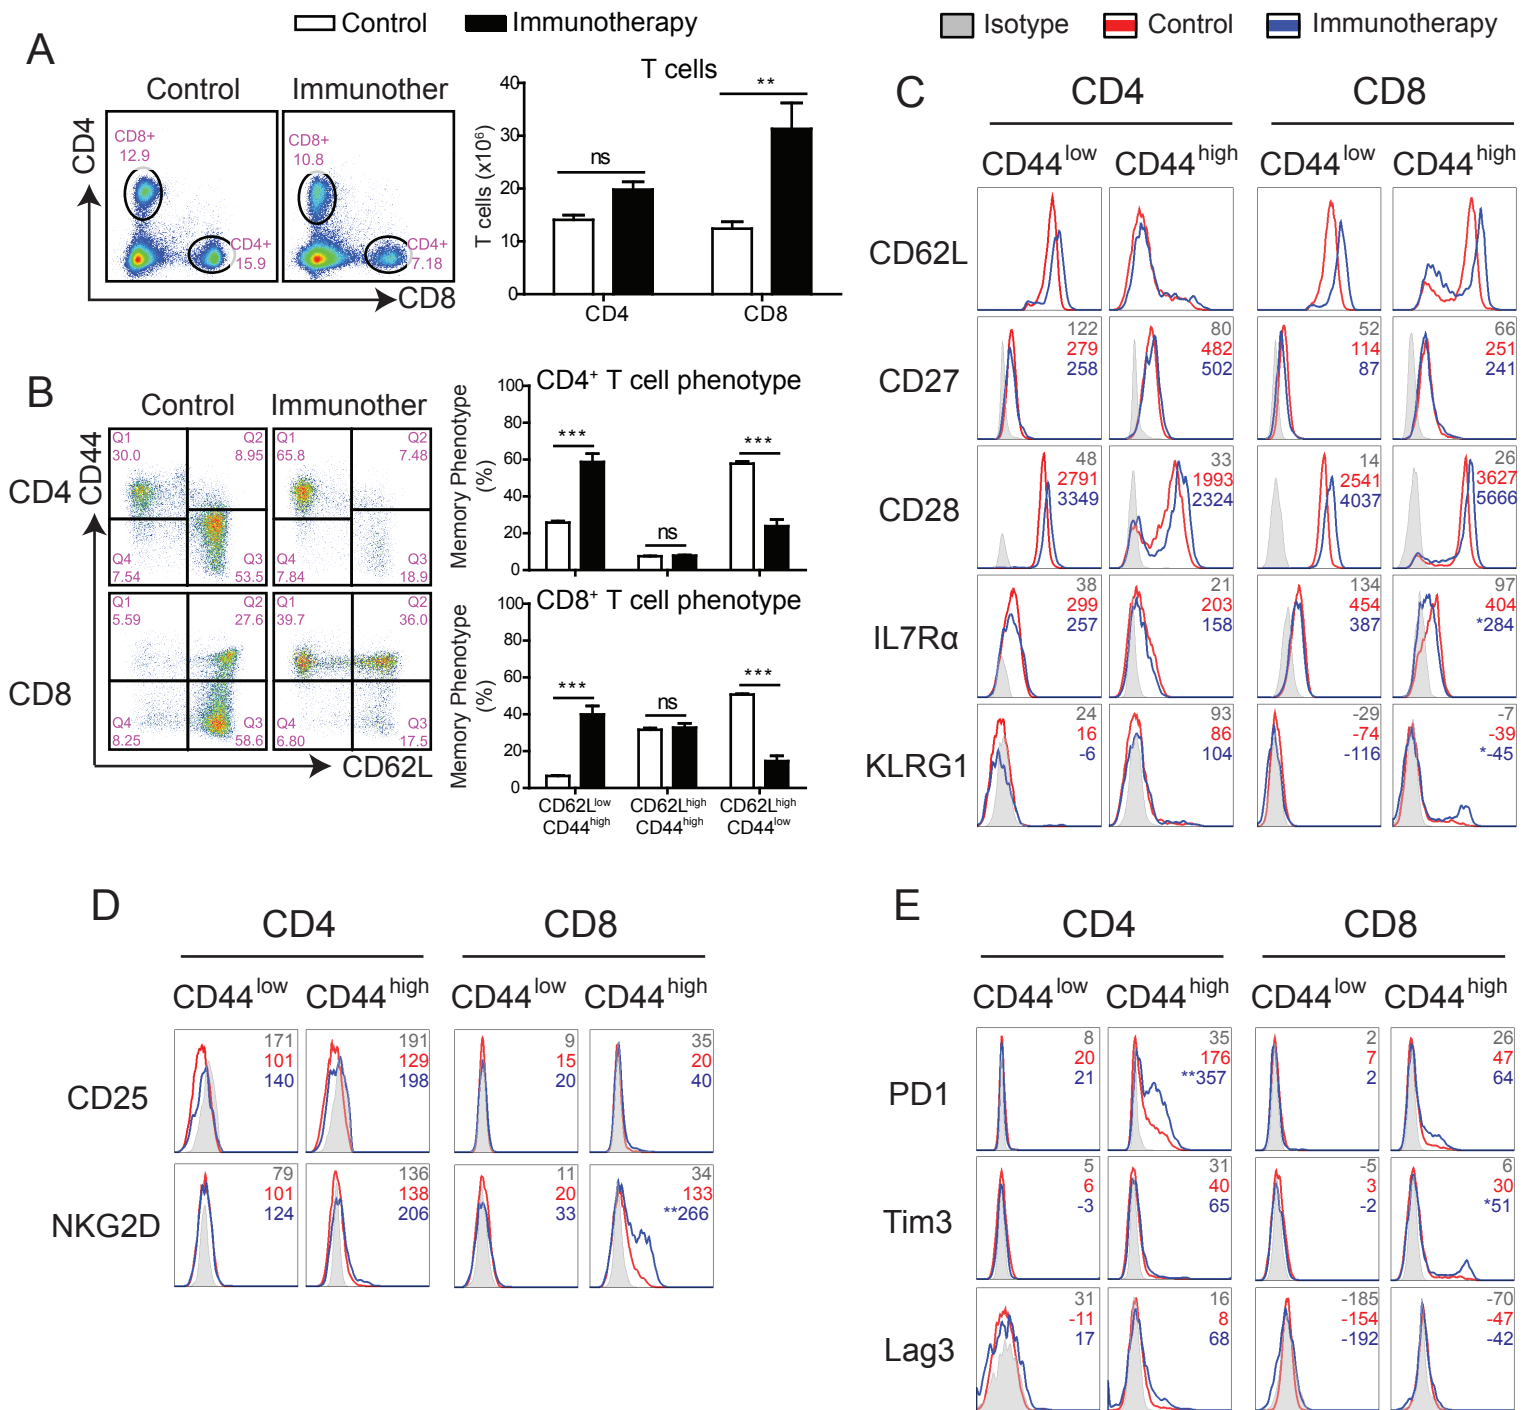 Control Immunotherapy
Isotype Control Immunotherapy
A
Control Immunother
CD4
CD8+
12.9
CD4+
15.9
CD8+
10.8
CD4+
7.18
CD8
T cells
T cells (x10⁶)
40
30
20
10
0
ns
**
CD4 CD8
B
Control Immunother
CD44
CD4
Q1
30.0
Q2
8.95
Q4
7.54
Q3
53.5
Q1
65.8
Q2
7.48
Q4
7.84
Q3
18.9
CD8
Q1
5.59
Q2
27.6
Q4
8.25
Q3
58.6
Q1
39.7
Q2
36.0
Q4
6.80
Q3
17.5
CD62L
CD4⁺ T cell phenotype
Memory Phenotype
(%)
100
80
60
40
20
0
***
ns
***
CD8⁺ T cell phenotype
Memory Phenotype
(%)
100
80
60
40
20
0
***
ns
***
CD62Lˡᵒʷ CD62Lʰⁱᵍʰ CD62Lʰⁱᵍʰ
CD44ʰⁱᵍʰ CD44ʰⁱᵍʰ CD44ˡᵒʷ
C
CD4 CD8
CD44ˡᵒʷ CD44ʰⁱᵍʰ CD44ˡᵒʷ CD44ʰⁱᵍʰ
CD62L
CD27
122 80 52 66
279 482 114 251
258 502 87 241
CD28
48 33 14 26
2791 1993 2541 3627
3349 2324 4037 5666
IL7Rα
38 21 134 97
299 203 454 404
257 158 387 *284
KLRG1
24 93 -29 -7
16 86 -74 -39
-6 104 -116 *-45
D
CD4 CD8
CD44ˡᵒʷ CD44ʰⁱᵍʰ CD44ˡᵒʷ CD44ʰⁱᵍʰ
CD25
171 191 9 35
101 129 15 20
140 198 20 40
NKG2D
79 136 11 34
101 138 20 133
124 206 33 **266
E
CD4 CD8
CD44ˡᵒʷ CD44ʰⁱᵍʰ CD44ˡᵒʷ CD44ʰⁱᵍʰ
PD1
8 35 2 26
20 176 7 47
21 **357 2 64
Tim3
5 31 -5 6
6 40 3 30
-3 65 -2 *51
Lag3
31 16 -185 -70
-11 8 -154 -47
17 68 -192 -42